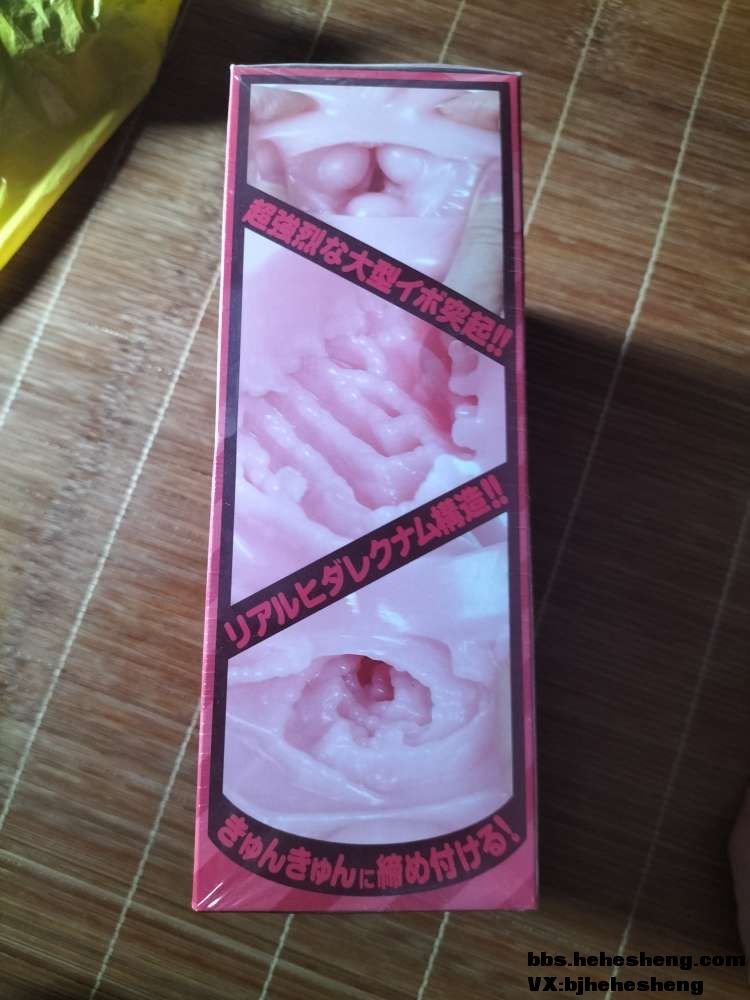 超強烈な大型イボ突起!!
リアルヒダレクナム構造!!
きゅんきゅんに締め付ける!
bbs.hehesheng.com
VX:bjhehesheng